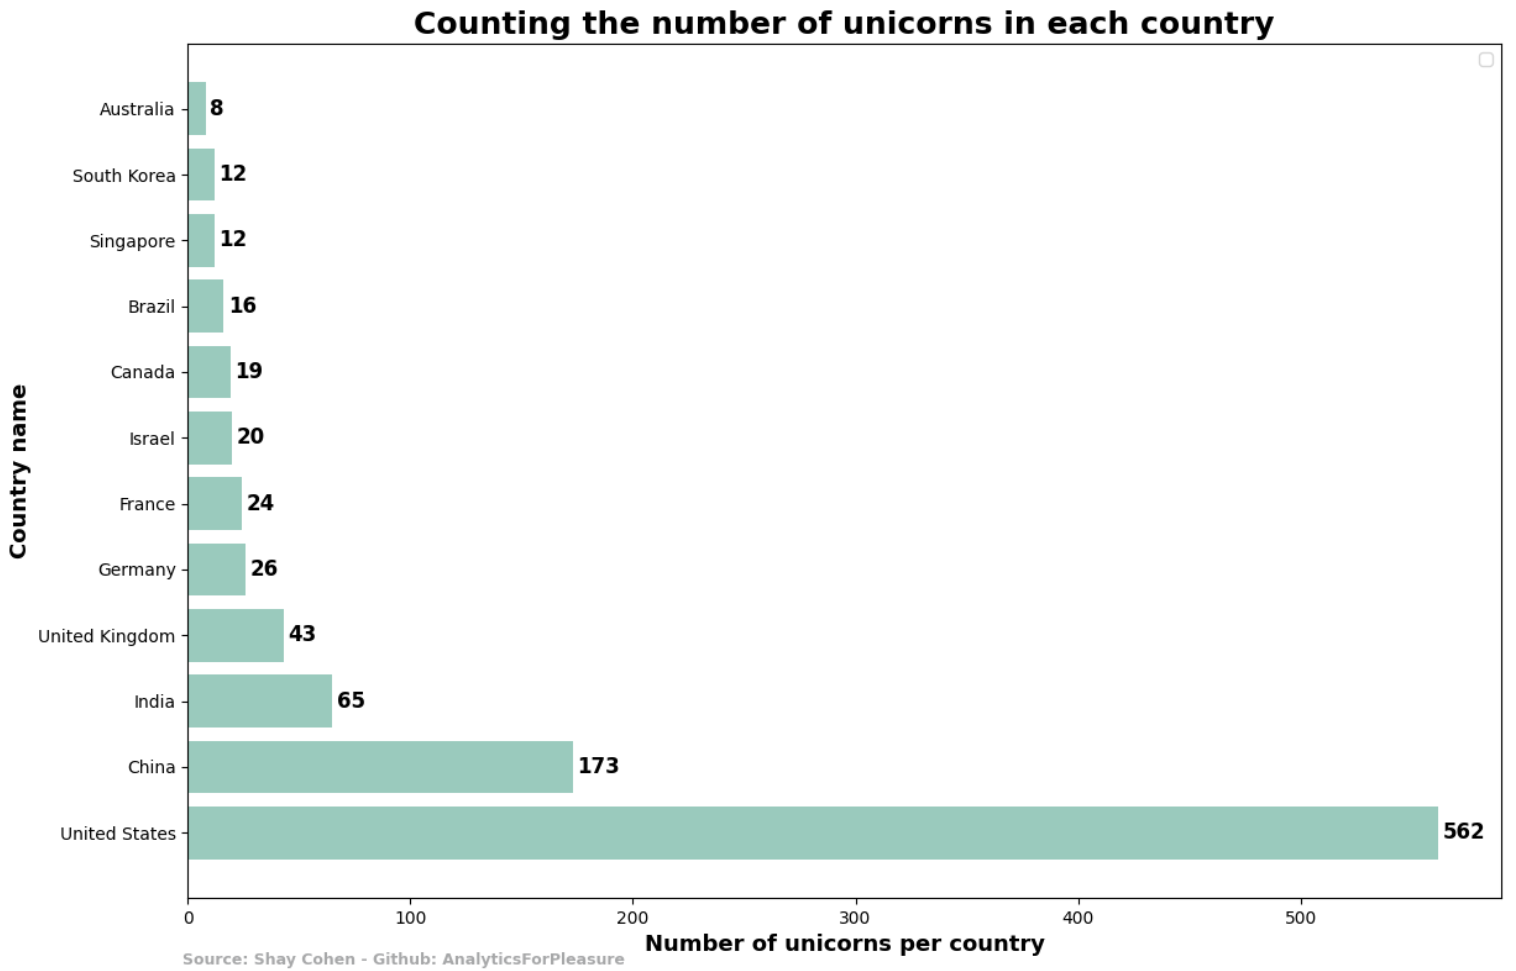 Counting the number of unicorns in each country
Australia 8
South Korea 12
Singapore 12
Brazil 16
Canada 19
Israel 20
France 24
Germany 26
United Kingdom 43
India 65
China 173
United States 562
Country name
0 100 200 300 400 500
Number of unicorns per country
Source: Shay Cohen - Github: AnalyticsForPleasure